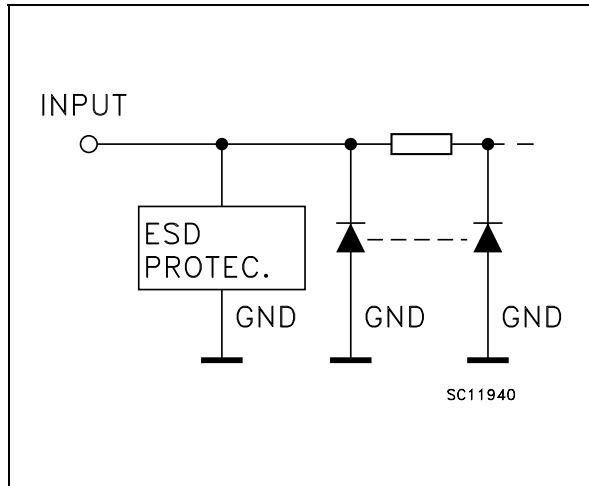 INPUT
ESD
PROTEC.
GND
GND
GND
SC11940